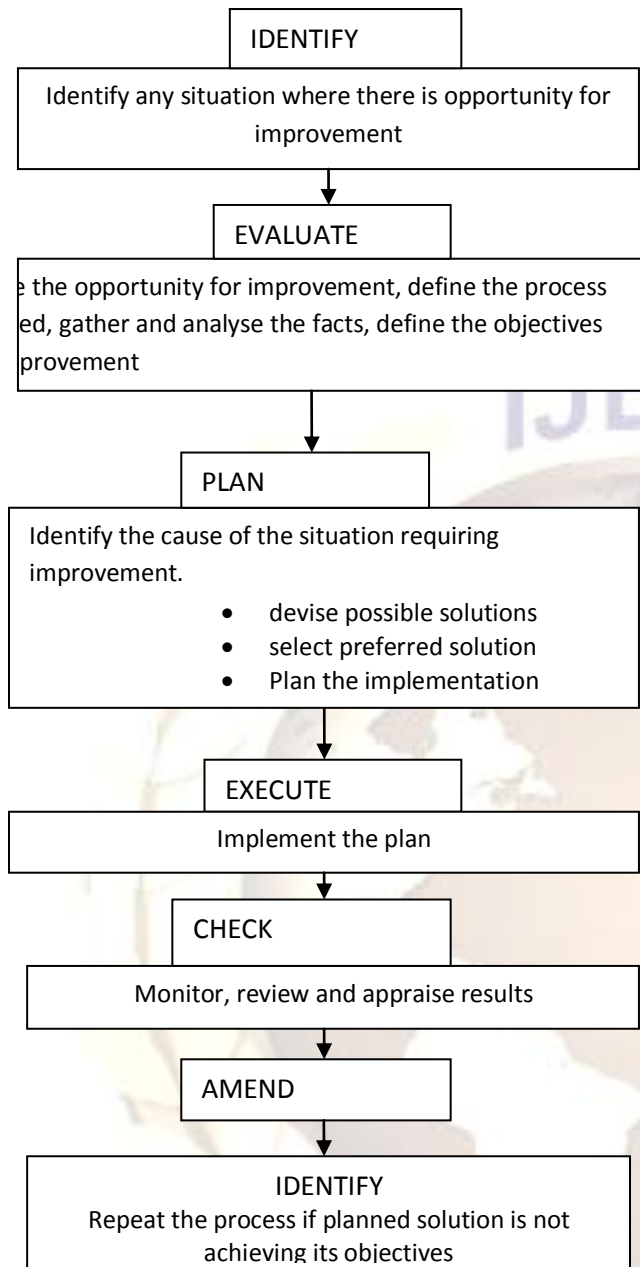 IDENTIFY
Identify any situation where there is opportunity for
improvement
EVALUATE
the opportunity for improvement, define the process
gather and analyse the facts, define the objectives
PLAN
Identify the cause of the situation requiring
improvement.
• devise possible solutions
• select preferred solution
• Plan the implementation
EXECUTE
Implement the plan
CHECK
Monitor, review and appraise results
AMEND
IDENTIFY
Repeat the process if planned solution is not
achieving its objectives